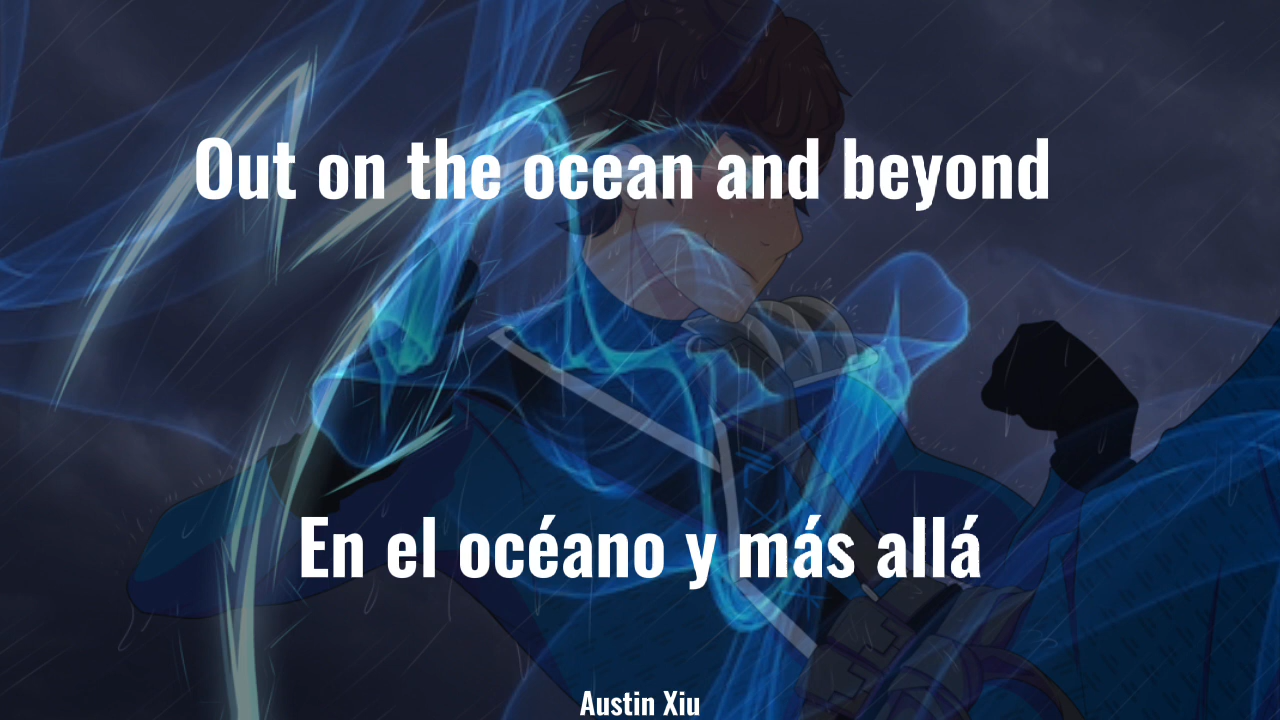 Out on the ocean and beyond
En el océano y más allá
Austin Xiu